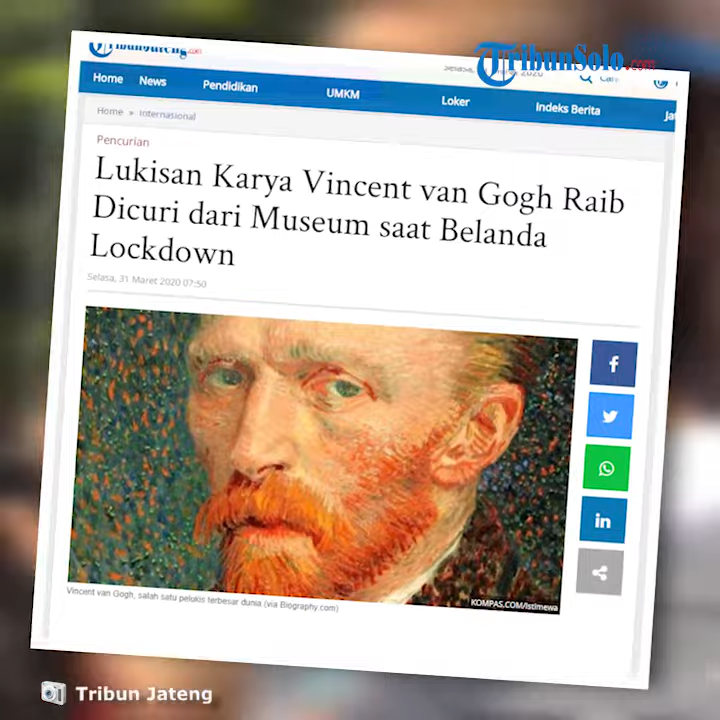 TribunJateng.com
TribunSolo.com
Home News Pendidikan UMKM Loker Indeks Berita
Home » Internasional
Pencurian
Lukisan Karya Vincent van Gogh Raib
Dicuri dari Museum saat Belanda
Lockdown
Selasa, 31 Maret 2020 07:50
Vincent van Gogh, salah satu pelukis terbesar dunia (via Biography.com)
KOMPAS.COM/Istimewa
Tribun Jateng